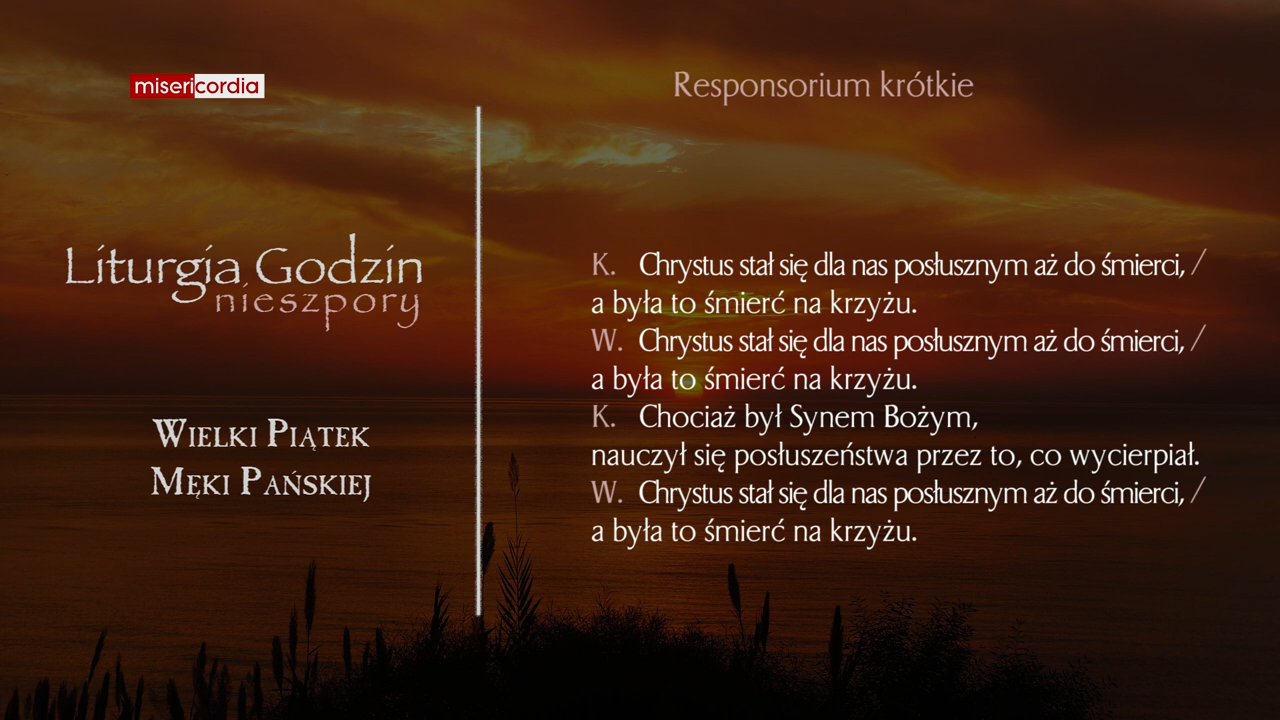 misericordia
Liturgia Godzin
nieszpory
Wielki Piątek
Męki Pańskiej
Responsorium krótkie
K. Chrystus stał się dla nas posłusznym aż do śmierci, /
a była to śmierć na krzyżu.
W. Chrystus stał się dla nas posłusznym aż do śmierci, /
a była to śmierć na krzyżu.
K. Chociaż był Synem Bożym,
nauczył się posłuszeństwa przez to, co wycierpiał.
W. Chrystus stał się dla nas posłusznym aż do śmierci, /
a była to śmierć na krzyżu.